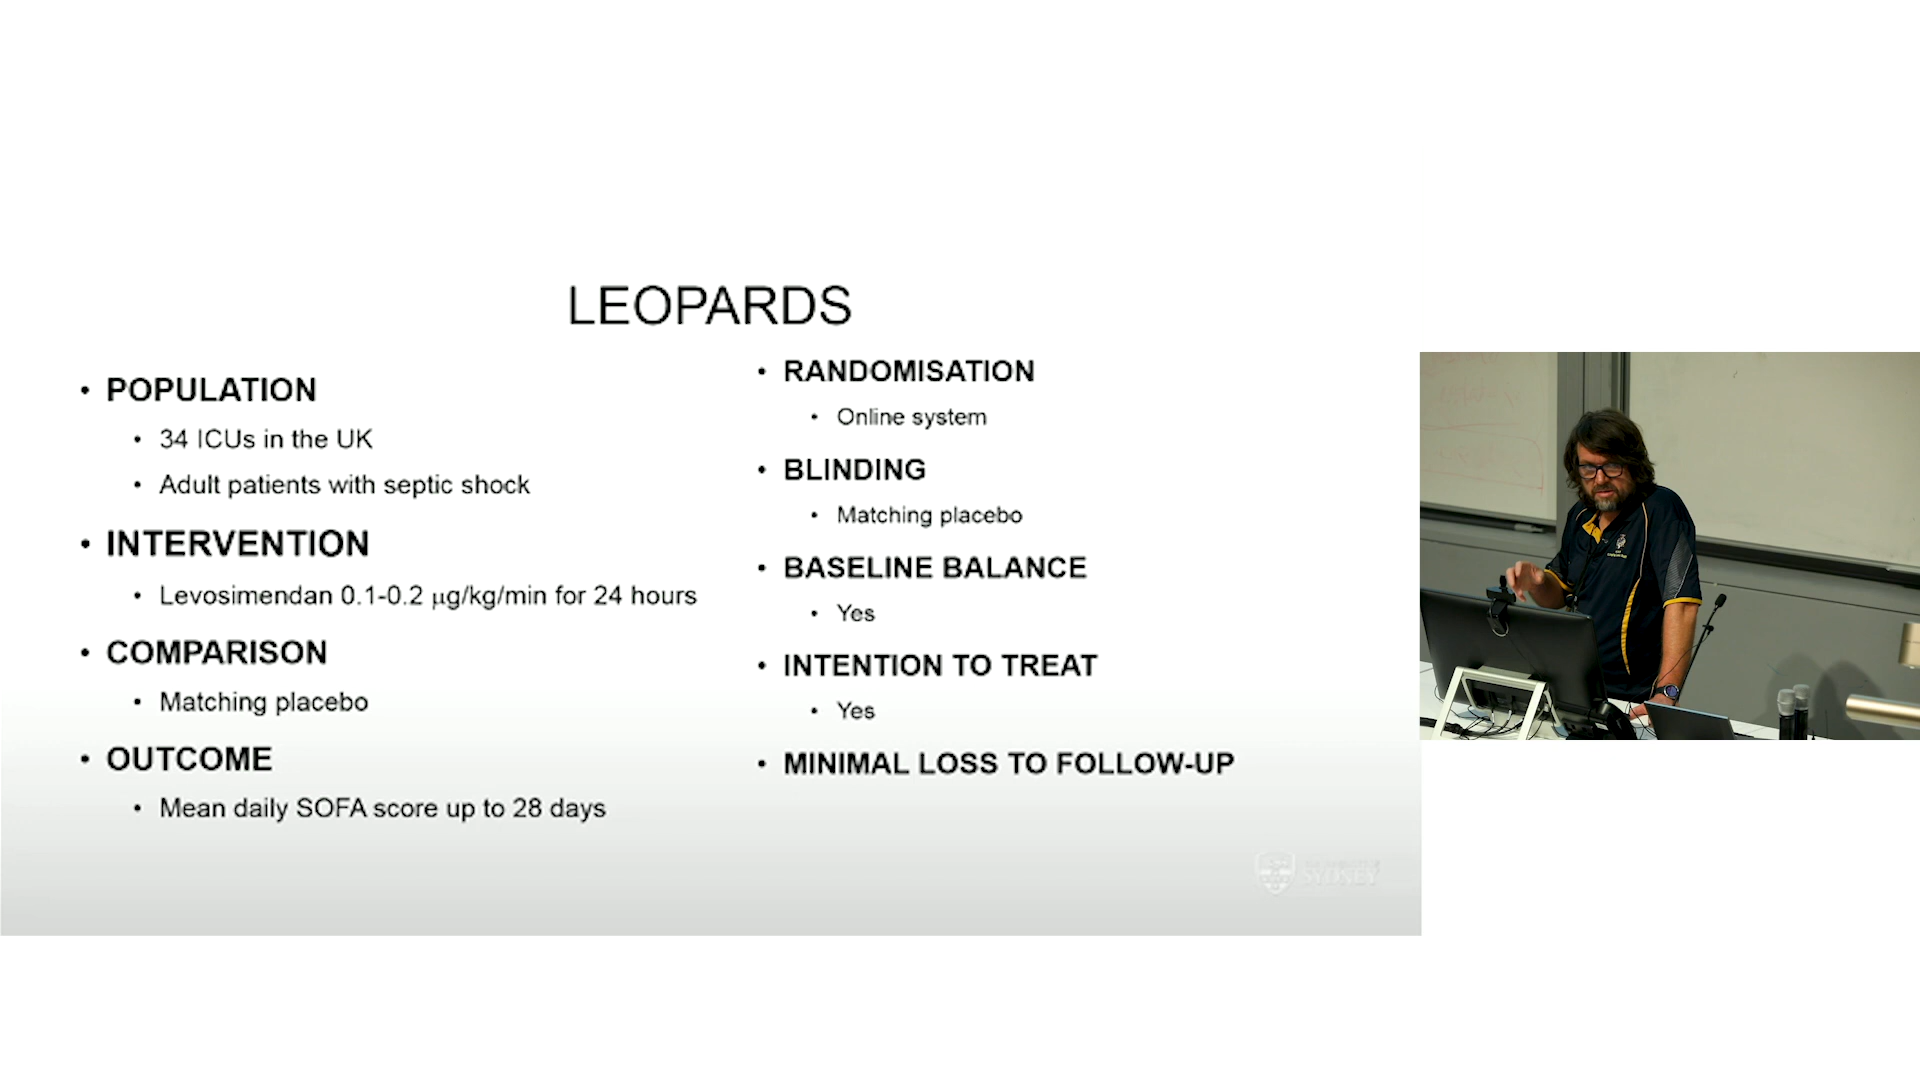 LEOPARDS
POPULATION
34 ICUs in the UK
Adult patients with septic shock
INTERVENTION
Levosimendan 0.1-0.2 µg/kg/min for 24 hours
COMPARISON
Matching placebo
OUTCOME
Mean daily SOFA score up to 28 days
RANDOMISATION
Online system
BLINDING
Matching placebo
BASELINE BALANCE
Yes
INTENTION TO TREAT
Yes
MINIMAL LOSS TO FOLLOW-UP
SYDNEY